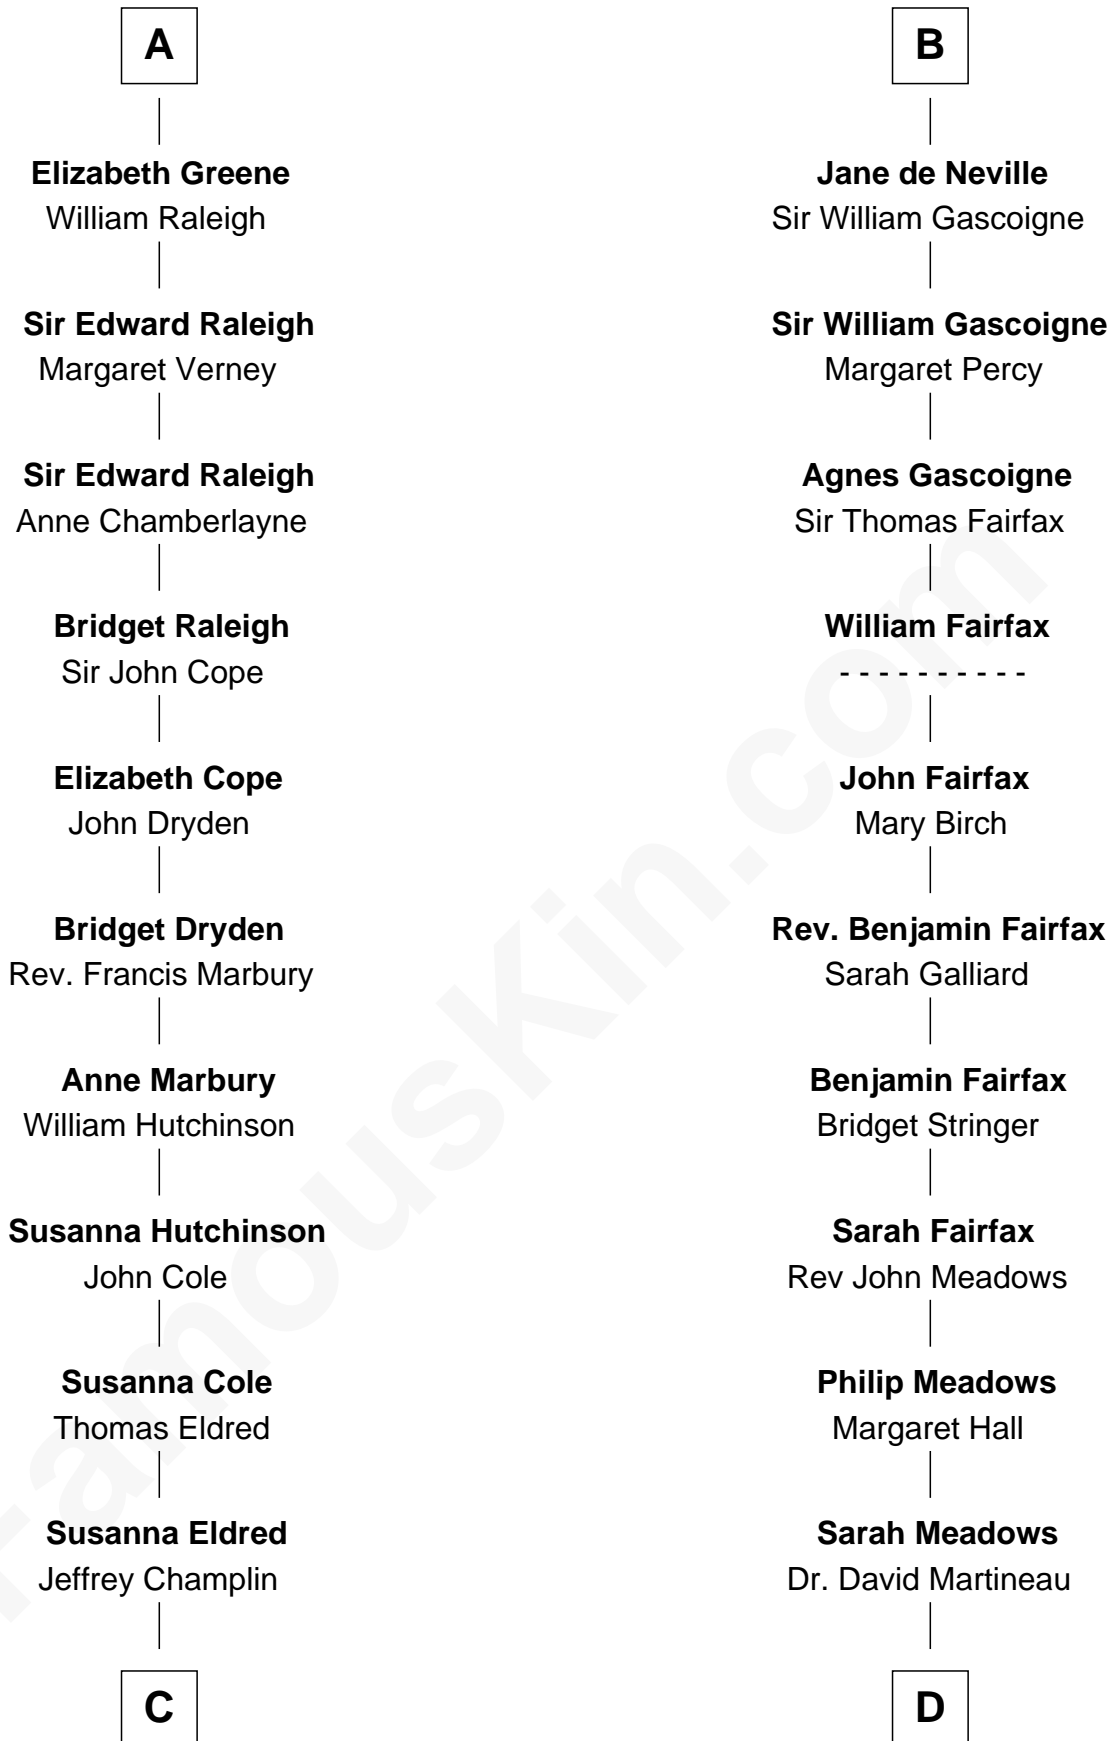 A
Elizabeth Greene
William Raleigh
Sir Edward Raleigh
Margaret Verney
Sir Edward Raleigh
Anne Chamberlayne
Bridget Raleigh
Sir John Cope
Elizabeth Cope
John Dryden
Bridget Dryden
Rev. Francis Marbury
Anne Marbury
William Hutchinson
Susanna Hutchinson
John Cole
Susanna Cole
Thomas Eldred
Susanna Eldred
Jeffrey Champlin
C
B
Jane de Neville
Sir William Gascoigne
Sir William Gascoigne
Margaret Percy
Agnes Gascoigne
Sir Thomas Fairfax
William Fairfax
- - - - - - - - - -
John Fairfax
Mary Birch
Rev. Benjamin Fairfax
Sarah Galliard
Benjamin Fairfax
Bridget Stringer
Sarah Fairfax
Rev John Meadows
Philip Meadows
Margaret Hall
Sarah Meadows
Dr. David Martineau
D
FamousKin.com